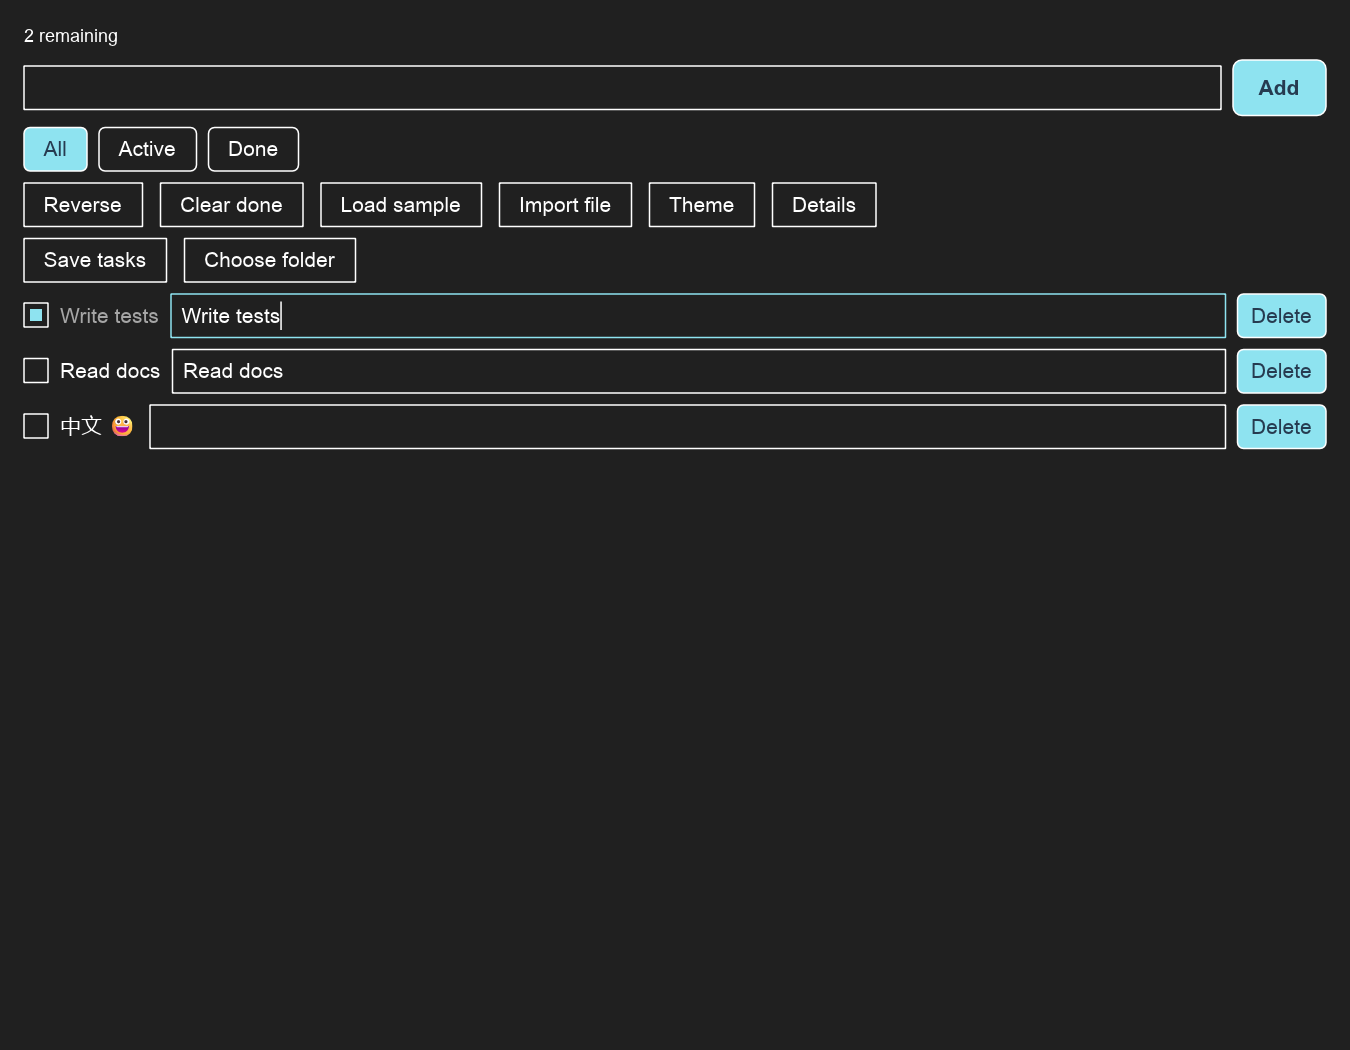 2 remaining
Add
All Active Done
Reverse Clear done Load sample Import file Theme Details
Save tasks Choose folder
Write tests Write tests Delete
Read docs Read docs Delete
中文 😀 Delete